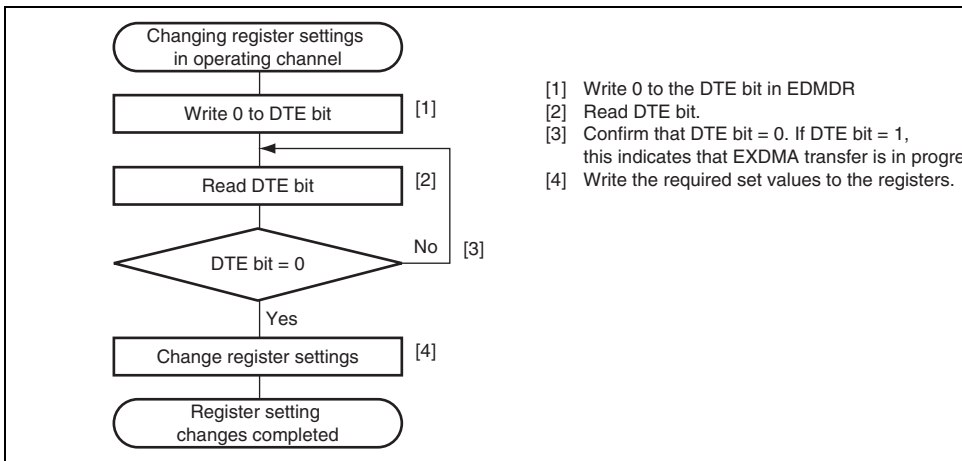 Changing register settings
in operating channel
Write 0 to DTE bit
[1]
Read DTE bit
[2]
DTE bit = 0
No
[3]
Yes
Change register settings
[4]
Register setting
changes completed
[1] Write 0 to the DTE bit in EDMDR
[2] Read DTE bit.
[3] Confirm that DTE bit = 0. If DTE bit = 1,
this indicates that EXDMA transfer is in progre
[4] Write the required set values to the registers.